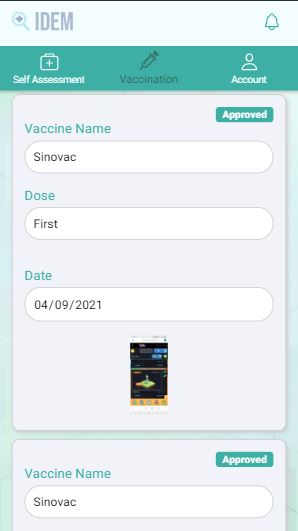 IDEM
Self Assessment
Vaccination
Account
Approved
Vaccine Name
Sinovac
Dose
First
Date
04/09/2021
Approved
Vaccine Name
Sinovac